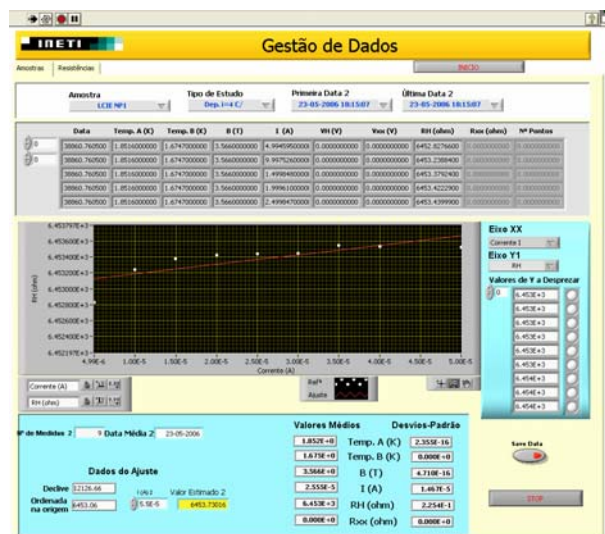 INETI
Gestão de Dados
Amostras Resistências
INÍCIO
Amostra Tipo de Estudo Primeira Data 2 Última Data 2
LCIE NP1 Dep. I=4 C/ 23-05-2006 18:15:07 23-05-2006 18:15:07
Data Temp. A (K) Temp. B (K) B (T) I (A) VH (V) Vxx (V) RH (ohm) Rxx (ohm) Nº Pontos
0 38860.760500 1.8516000000 1.6747000000 3.5660000000 4.9945950000 0.0000000000 0.0000000000 6452.8276600
0 38860.760500 1.8516000000 1.6747000000 3.5660000000 9.9975260000 0.0000000000 0.0000000000 6453.2388400
38860.760500 1.8516000000 1.6747000000 3.5660000000 1.4998480000 0.0000000000 0.0000000000 6453.3792400
38860.760500 1.8516000000 1.6747000000 3.5660000000 1.9996100000 0.0000000000 0.0000000000 6453.4222900
38860.760500 1.8516000000 1.6747000000 3.5660000000 2.4998470000 0.0000000000 0.0000000000 6453.4399900
6.453797E+3
6.453600E+3
6.453400E+3
6.453200E+3
6.453000E+3
6.452800E+3
6.452600E+3
6.452400E+3
6.452197E+3
RH (ohm)
4.99E-6 1.00E-5 1.50E-5 2.00E-5 2.50E-5 3.00E-5 3.50E-5 4.00E-5 4.50E-5 5.00E-5
Corrente (A)
Eixo XX
Corrente I
Eixo Y1
RH
Valores de Y a Desprezar
0 6.453E+3
6.453E+3
6.453E+3
6.453E+3
6.453E+3
6.453E+3
6.454E+3
6.454E+3
6.454E+3
Corrente (A)
RH (ohm)
Refª
Ajuste
Nº de Medidas 2 9 Data Média 2 23-05-2006
Valores Médios Desvios-Padrão
1.852E+0 Temp. A (K) 2.355E-16
1.675E+0 Temp. B (K) 0.000E+0
3.566E+0 B (T) 4.710E-16
2.555E-5 I (A) 1.467E-5
6.453E+3 RH (ohm) 2.254E-1
0.000E+0 Rxx (ohm) 0.000E+0
Dados do Ajuste
Declive 12126.66
Valor Estimado 2
Ordenada na origem 6453.06 5.5E-5 6453.73016
Save Data
STOP